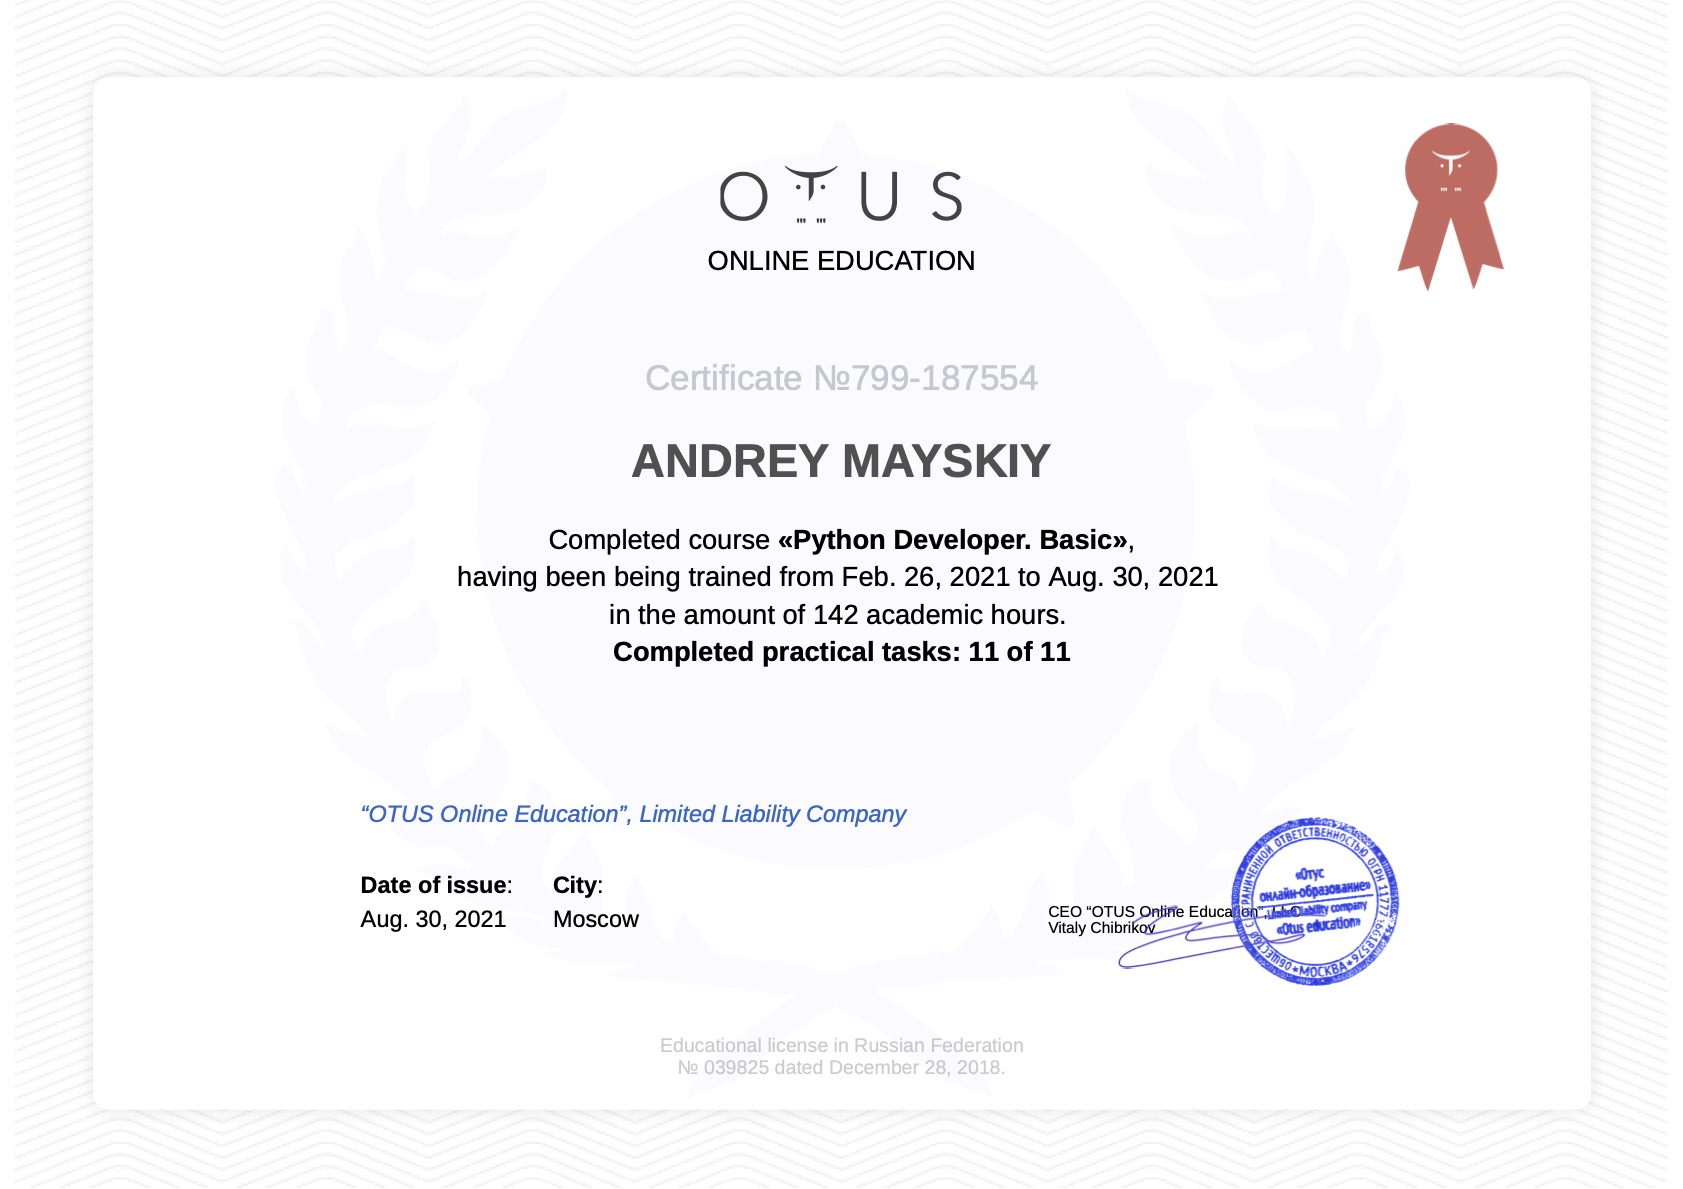 OTUS
ONLINE EDUCATION
Certificate №799-187554
ANDREY MAYSKIY
Completed course «Python Developer. Basic»,
having been being trained from Feb. 26, 2021 to Aug. 30, 2021
in the amount of 142 academic hours.
Completed practical tasks: 11 of 11
“OTUS Online Education”, Limited Liability Company
Date of issue: City:
Aug. 30, 2021 Moscow
CEO “OTUS Online Education”, LLC
Vitaly Chibrikov
«Отус
онлайн-образование»
Limited liability company
«Otus education»
ОБЩЕСТВО С ОГРАНИЧЕННОЙ ОТВЕТСТВЕННОСТЬЮ ОГРН
МОСКВА
Educational license in Russian Federation
№ 039825 dated December 28, 2018.